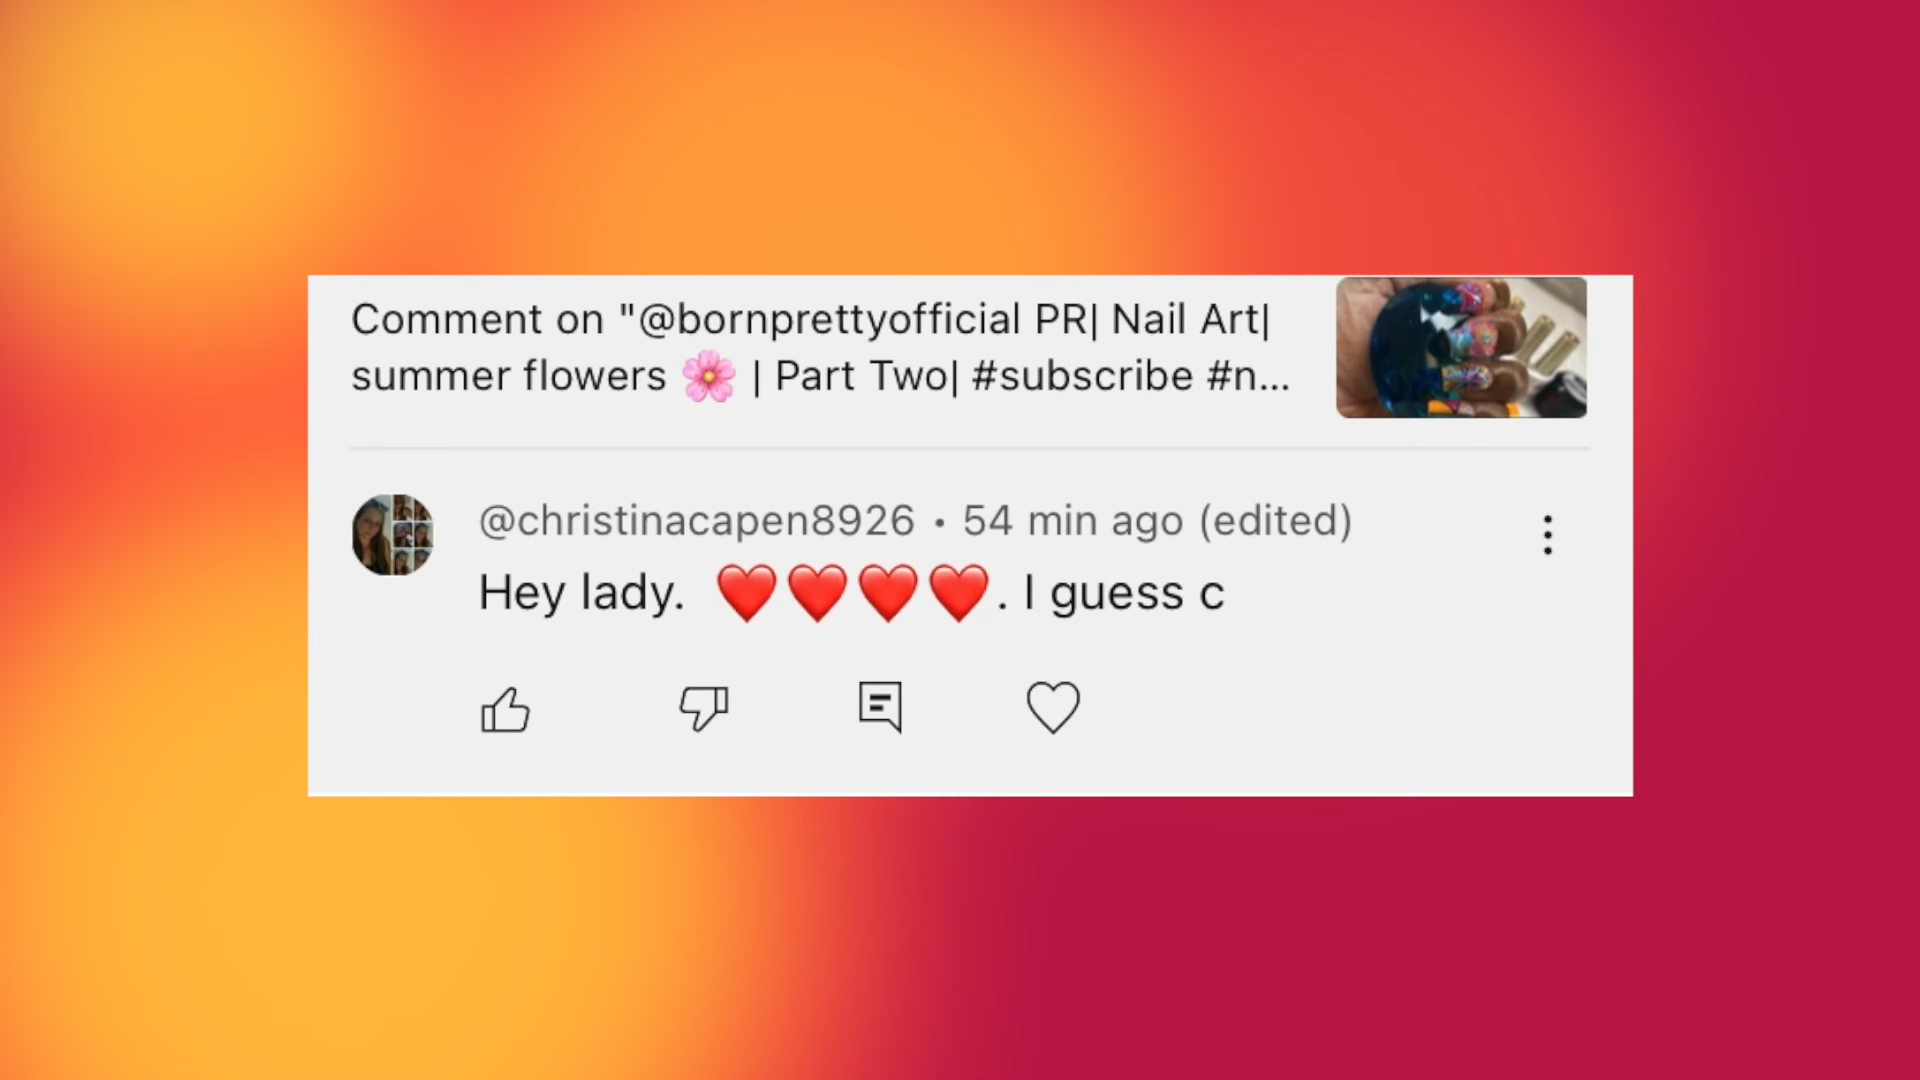 Comment on "@bornprettyofficial PR| Nail Art|
summer flowers 🌸 | Part Two| #subscribe #n...
@christinacapen8926 • 54 min ago (edited)
Hey lady. ❤️❤️❤️❤️. I guess c